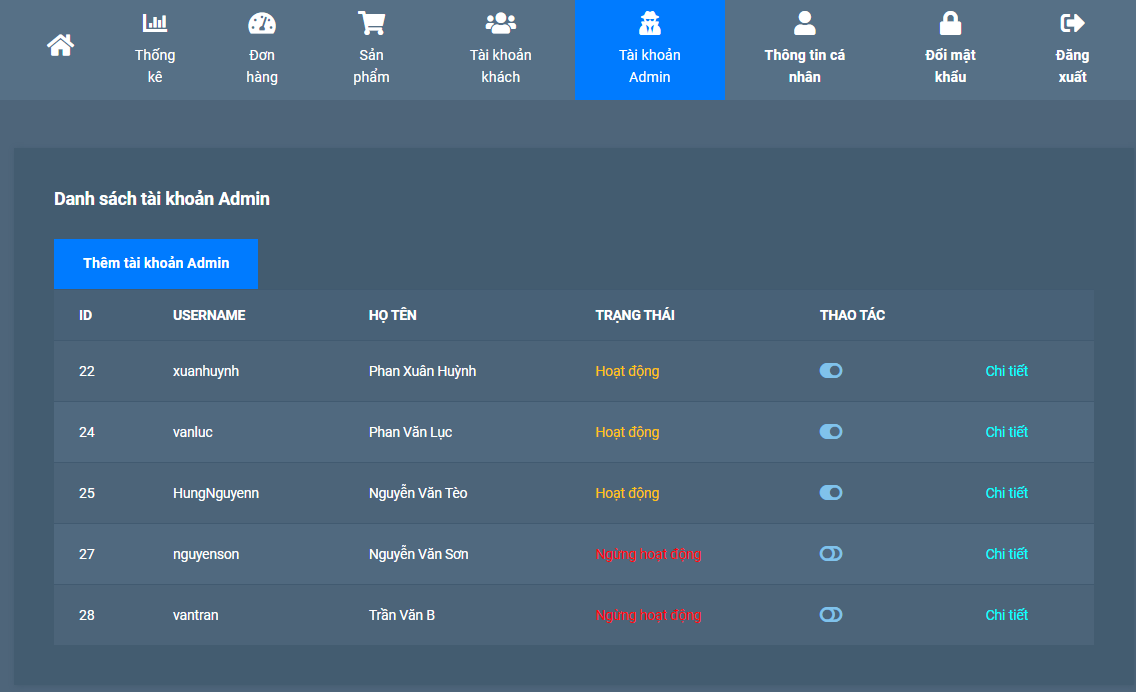 Thống kê
Đơn hàng
Sản phẩm
Tài khoản khách
Tài khoản Admin
Thông tin cá nhân
Đổi mật khẩu
Đăng xuất
Danh sách tài khoản Admin
Thêm tài khoản Admin
ID USERNAME HỌ TÊN TRẠNG THÁI THAO TÁC
22 xuanhuynh Phan Xuân Huỳnh Hoạt động Chi tiết
24 vanluc Phan Văn Lục Hoạt động Chi tiết
25 HungNguyenn Nguyễn Văn Tèo Hoạt động Chi tiết
27 nguyenson Nguyễn Văn Sơn Ngừng hoạt động Chi tiết
28 vantran Trần Văn B Ngừng hoạt động Chi tiết